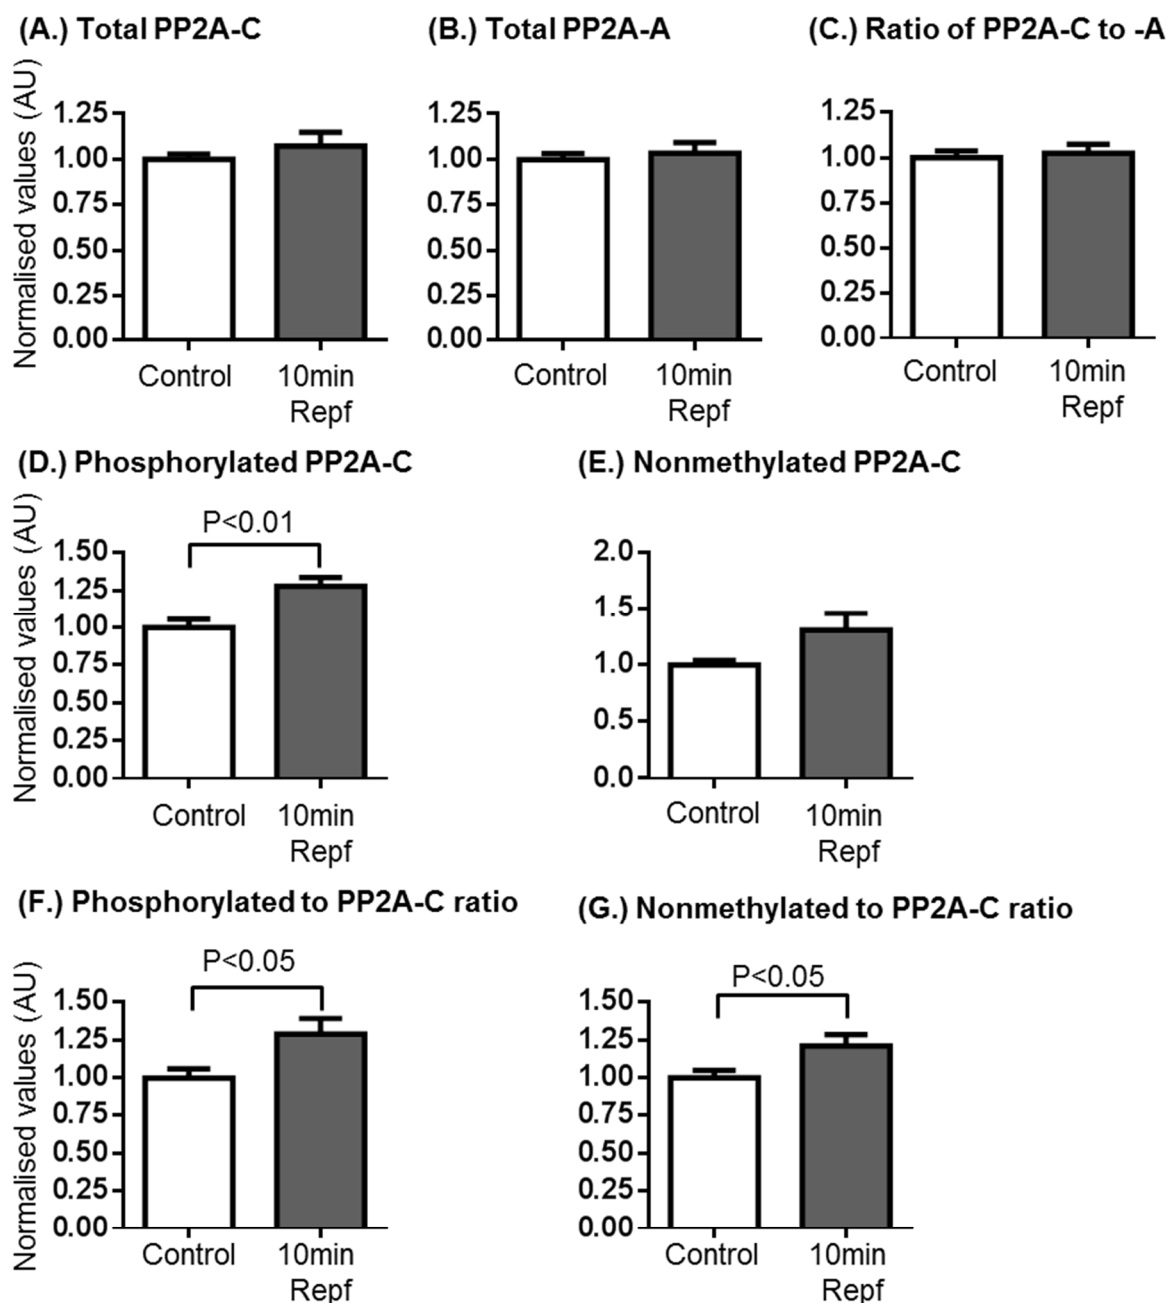 (A.) Total PP2A-C
(B.) Total PP2A-A
(C.) Ratio of PP2A-C to -A
Normalised values (AU)
1.25
1.00
0.75
0.50
0.25
0.00
Control
10min
Repf
1.25
1.00
0.75
0.50
0.25
0.00
Control
10min
Repf
1.25
1.00
0.75
0.50
0.25
0.00
Control
10min
Repf
(D.) Phosphorylated PP2A-C
(E.) Nonmethylated PP2A-C
Normalised values (AU)
P<0.01
1.50
1.25
1.00
0.75
0.50
0.25
0.00
Control
10min
Repf
2.0
1.5
1.0
0.5
0.0
Control
10min
Repf
(F.) Phosphorylated to PP2A-C ratio
(G.) Nonmethylated to PP2A-C ratio
Normalised values (AU)
P<0.05
1.50
1.25
1.00
0.75
0.50
0.25
0.00
Control
10min
Repf
P<0.05
1.50
1.25
1.00
0.75
0.50
0.25
0.00
Control
10min
Repf